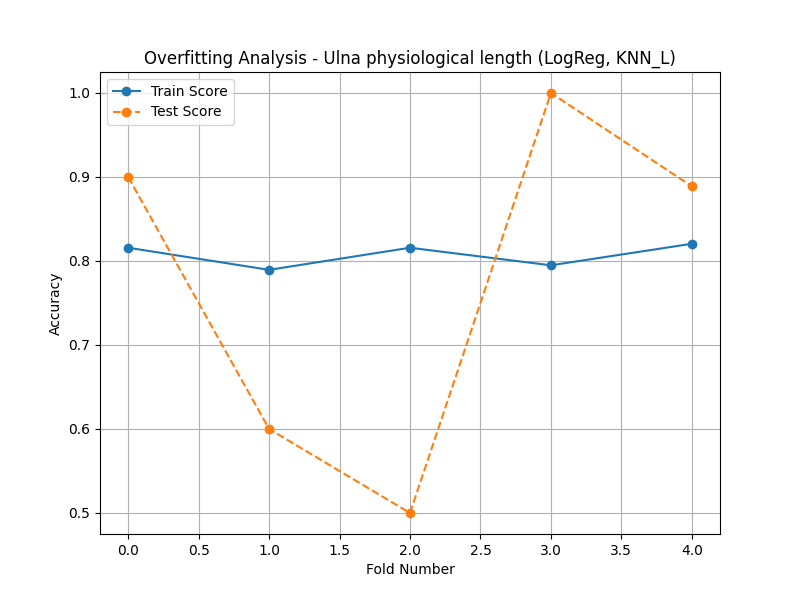 Overfitting Analysis - Ulna physiological length (LogReg, KNN_L)
Train Score
Test Score
1.0
0.9
0.8
0.7
0.6
0.5
Accuracy
0.0 0.5 1.0 1.5 2.0 2.5 3.0 3.5 4.0
Fold Number